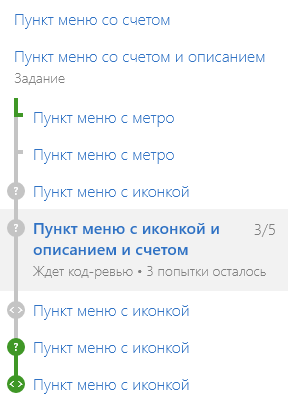 Пункт меню со счетом
Пункт меню со счетом и описанием
Задание
Пункт меню с метро
Пункт меню с метро
? Пункт меню с иконкой
? Пункт меню с иконкой и 3/5
описанием и счетом
Ждет код-ревью • 3 попытки осталось
<> Пункт меню с иконкой
? Пункт меню с иконкой
<> Пункт меню с иконкой